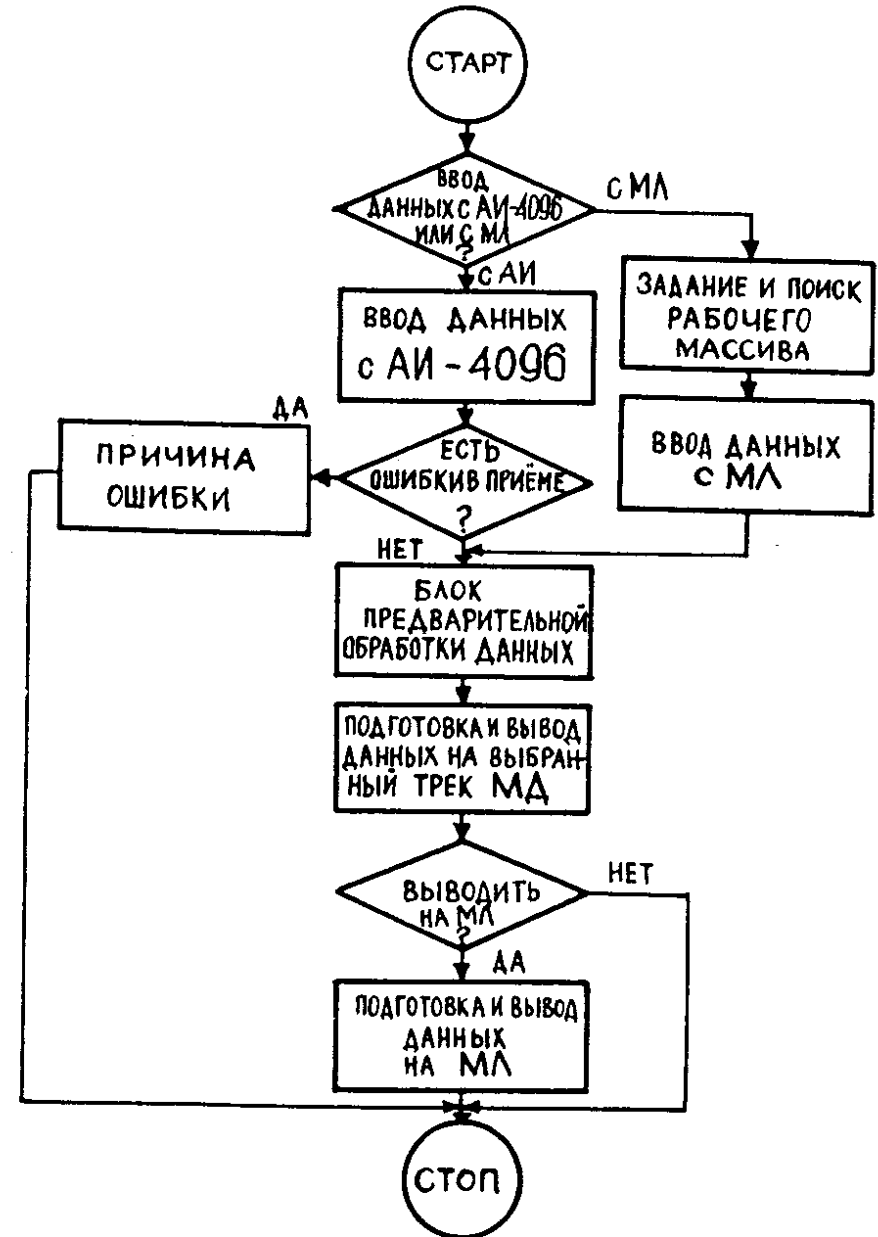 СТАРТ
ВВОД
ДАННЫХ С АИ-4096
ИЛИ С МЛ
?
С МЛ
С АИ
ВВОД ДАННЫХ
С АИ - 4096
ЗАДАНИЕ И ПОИСК
РАБОЧЕГО
МАССИВА
ВВОД ДАННЫХ
С МЛ
ДА
ПРИЧИНА
ОШИБКИ
ЕСТЬ
ОШИБКИ В ПРИЁМЕ
?
НЕТ
БЛОК
ПРЕДВАРИТЕЛЬНОЙ
ОБРАБОТКИ ДАННЫХ
ПОДГОТОВКА И ВЫВОД
ДАННЫХ НА ВЫБРАН-
НЫЙ ТРЕК МД
ВЫВОДИТЬ
НА МЛ
?
НЕТ
ДА
ПОДГОТОВКА И ВЫВОД
ДАННЫХ
НА МЛ
СТОП